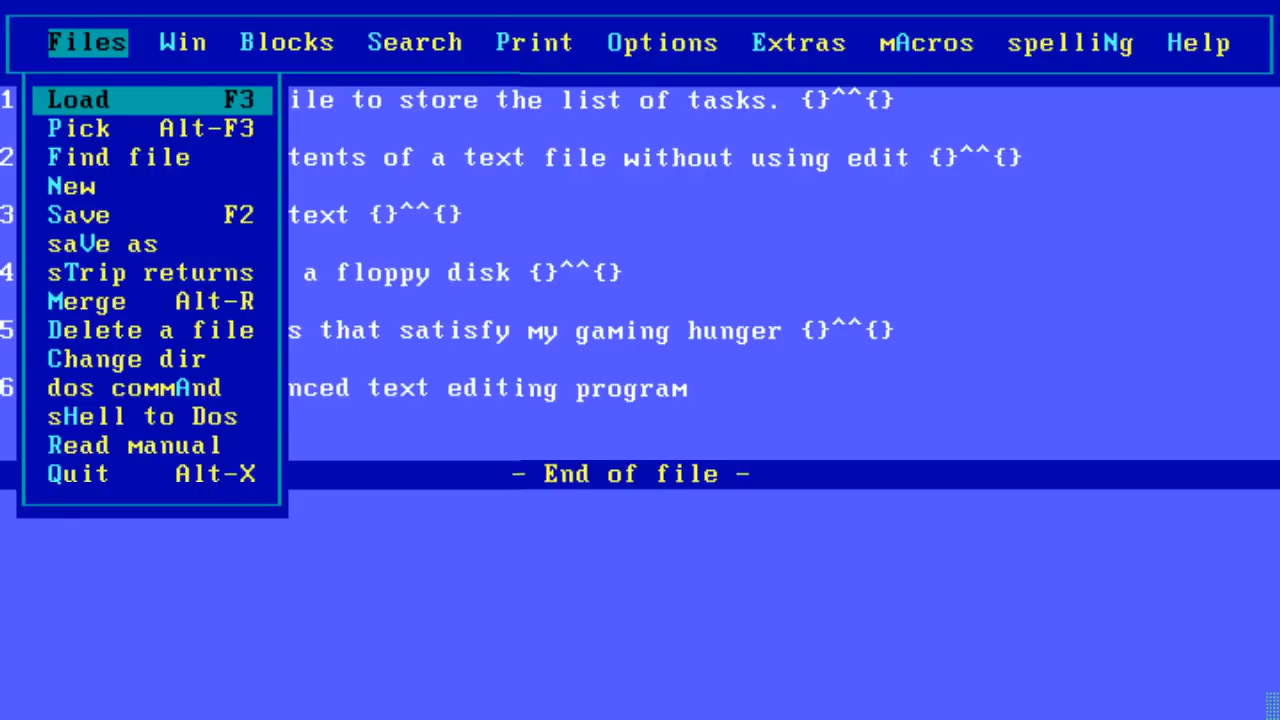 Files Win Blocks Search Print Options Extras mAcros spelliNg Help
1 Load F3 ile to store the list of tasks. {}^^{}
Pick Alt-F3
2 Find file tents of a text file without using edit {}^^{}
New
3 Save F2 text {}^^{}
saVe as
4 sTrip returns a floppy disk {}^^{}
Merge Alt-R
5 Delete a file s that satisfy my gaming hunger {}^^{}
Change dir
6 dos commAnd nced text editing program
sHell to Dos
Read manual
Quit Alt-X - End of file -